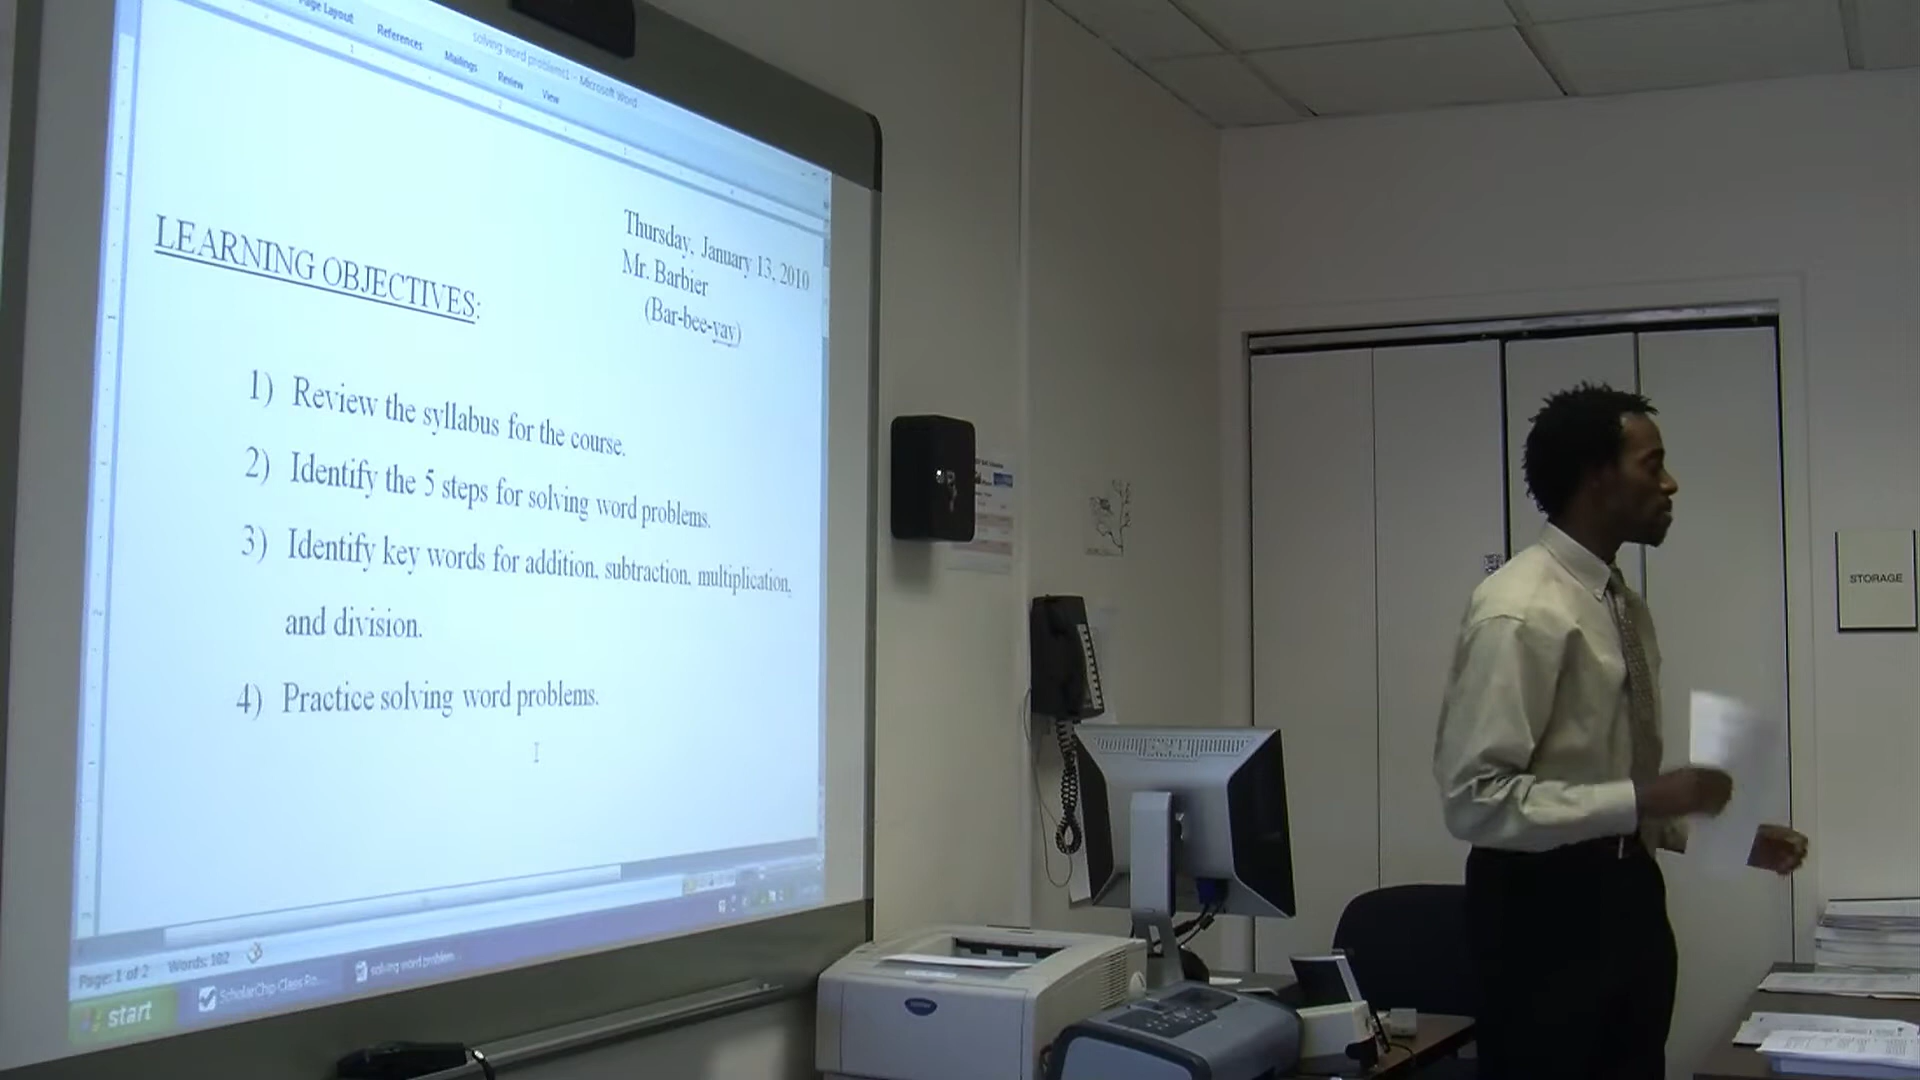 Page Layout
References
Mailings
Review
View
solving word problems1 - Microsoft Word
Thursday, January 13, 2010
Mr. Barbier
(Bar-bee-yay)
LEARNING OBJECTIVES:
1) Review the syllabus for the course.
2) Identify the 5 steps for solving word problems.
3) Identify key words for addition, subtraction, multiplication,
and division.
4) Practice solving word problems.
Page: 1 of 2
Words: 102
start
ScholarChip Class Ro...
solving word problem...
STORAGE